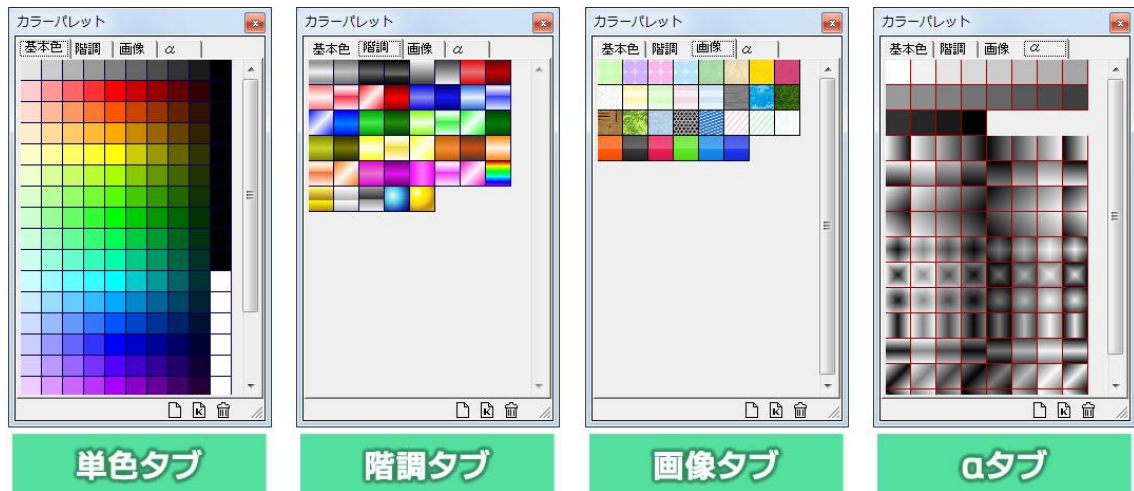 カラーパレット
基本色 階調 画像 α
単色タブ
カラーパレット
基本色 階調 画像 α
階調タブ
カラーパレット
基本色 階調 画像 α
画像タブ
カラーパレット
基本色 階調 画像 α
αタブ